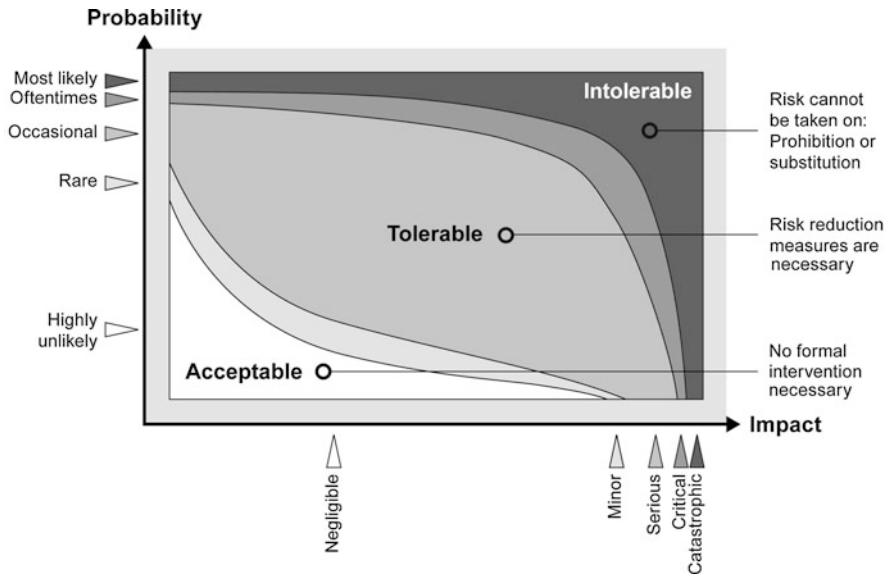 Probability
Most likely
Oftentimes
Occasional
Rare
Highly
unlikely
Intolerable
Tolerable
Acceptable
Risk cannot
be taken on:
Prohibition or
substitution
Risk reduction
measures are
necessary
No formal
intervention
necessary
Impact
Negligible
Minor
Serious
Critical
Catastrophic